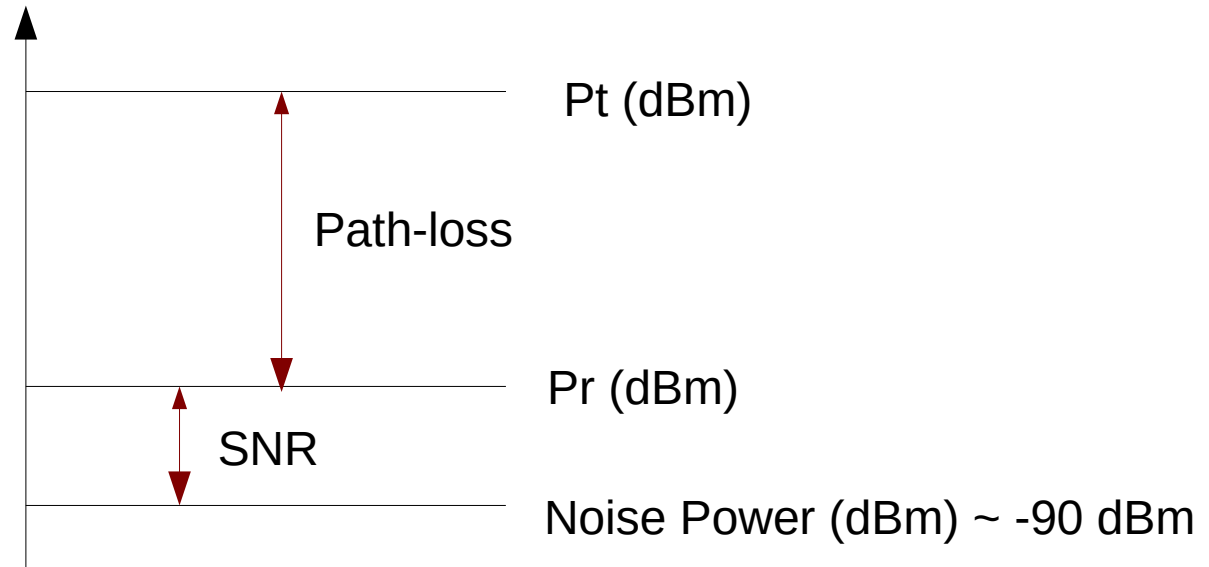 Pt (dBm)
Path-loss
Pr (dBm)
SNR
Noise Power (dBm) ~ -90 dBm